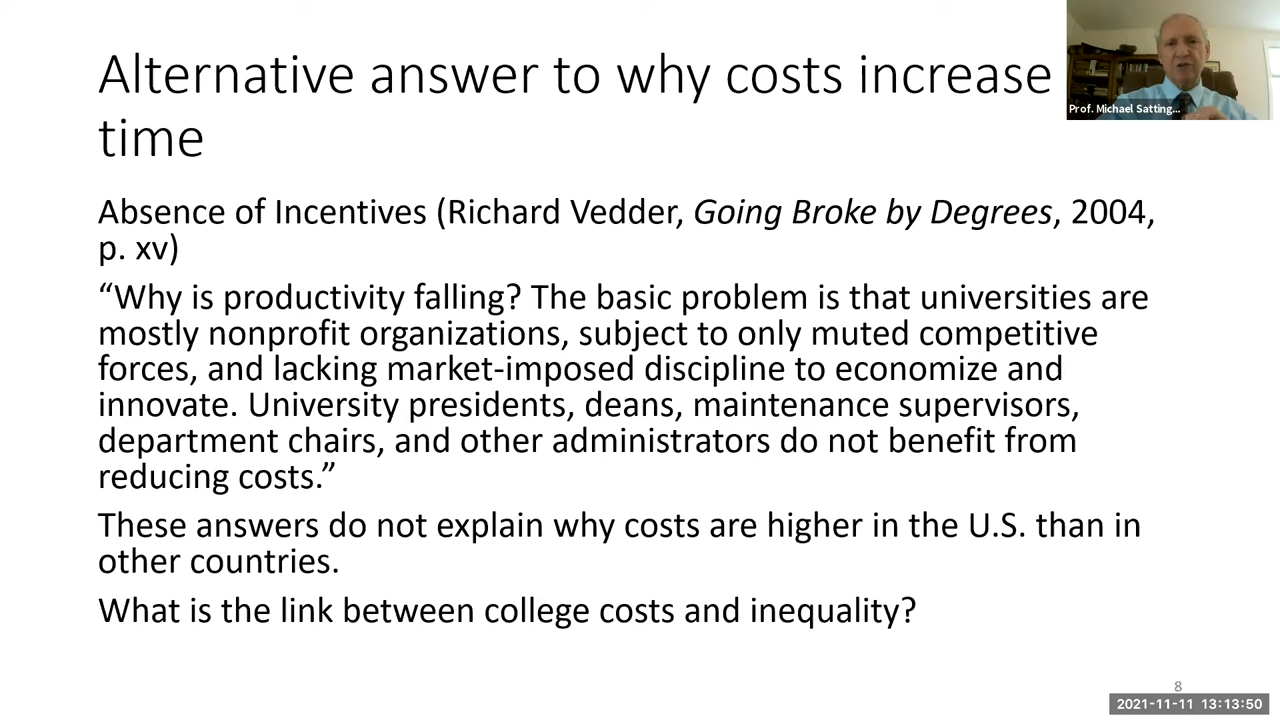 Alternative answer to why costs increase
time
Prof. Michael Satting...
Absence of Incentives (Richard Vedder, Going Broke by Degrees, 2004,
p. xv)
“Why is productivity falling? The basic problem is that universities are
mostly nonprofit organizations, subject to only muted competitive
forces, and lacking market-imposed discipline to economize and
innovate. University presidents, deans, maintenance supervisors,
department chairs, and other administrators do not benefit from
reducing costs.”
These answers do not explain why costs are higher in the U.S. than in
other countries.
What is the link between college costs and inequality?
8
2021-11-11 13:13:50